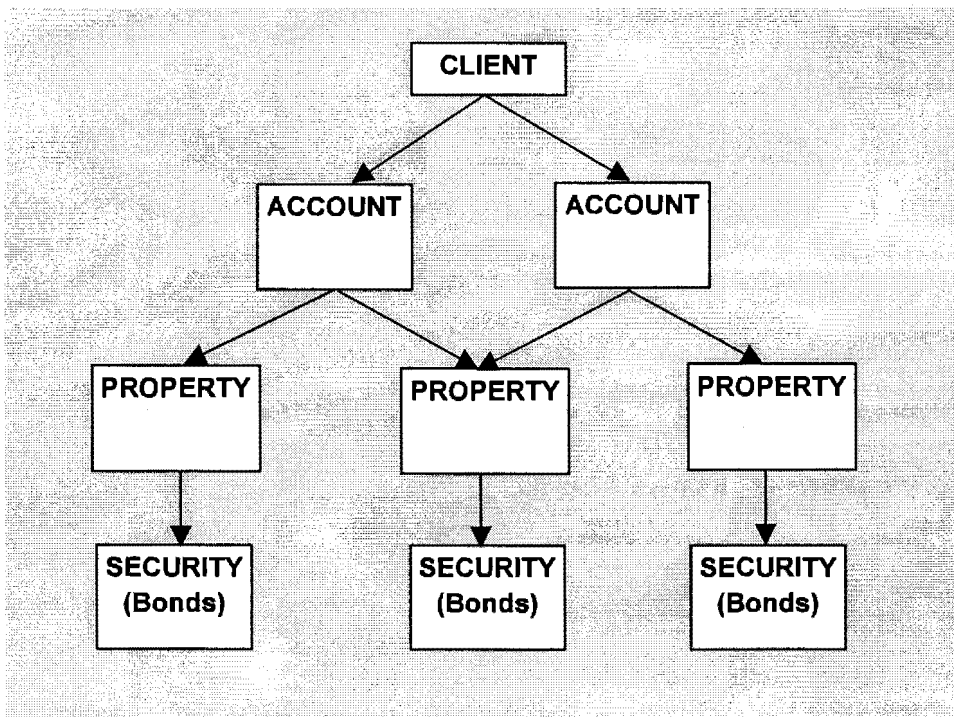 CLIENT
ACCOUNT
ACCOUNT
PROPERTY
PROPERTY
PROPERTY
SECURITY
(Bonds)
SECURITY
(Bonds)
SECURITY
(Bonds)